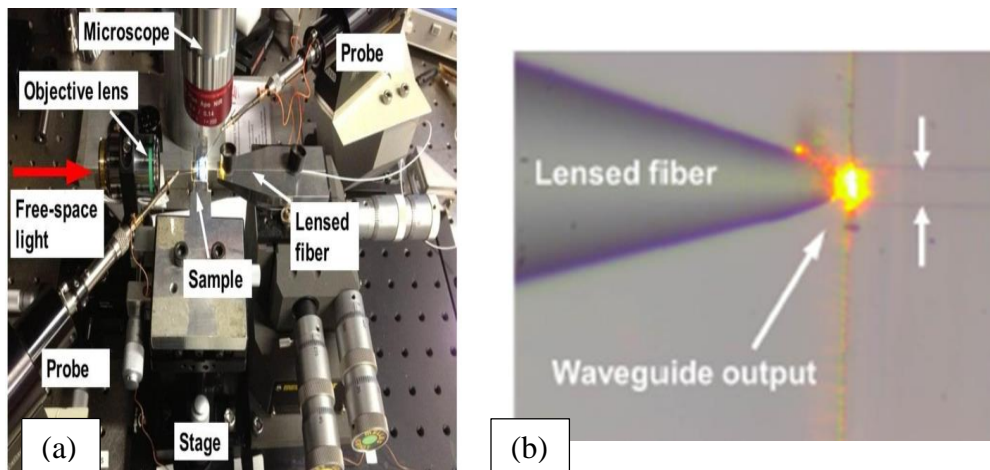 Microscope
Probe
Objective lens
Free-space
light
Lensed
fiber
Sample
Probe
Stage
(a)
Lensed fiber
Waveguide output
(b)